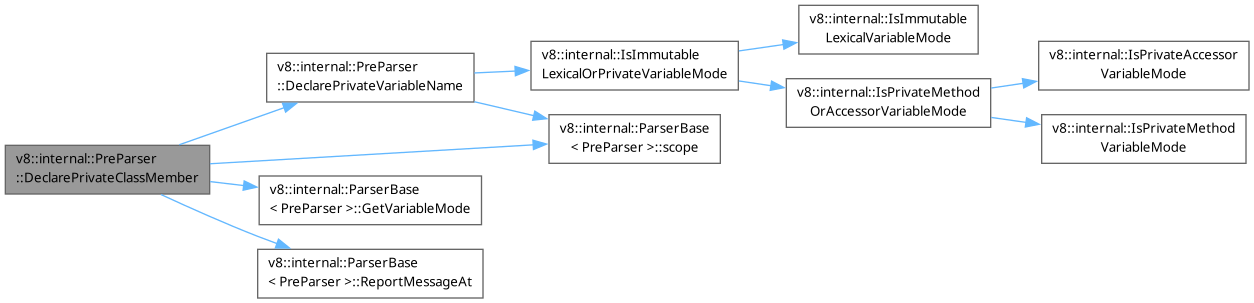 v8::internal::PreParser
::DeclarePrivateClassMember
v8::internal::PreParser
::DeclarePrivateVariableName
v8::internal::IsImmutable
LexicalOrPrivateVariableMode
v8::internal::IsImmutable
LexicalVariableMode
v8::internal::IsPrivateMethod
OrAccessorVariableMode
v8::internal::IsPrivateAccessor
VariableMode
v8::internal::IsPrivateMethod
VariableMode
v8::internal::ParserBase
< PreParser >::scope
v8::internal::ParserBase
< PreParser >::GetVariableMode
v8::internal::ParserBase
< PreParser >::ReportMessageAt